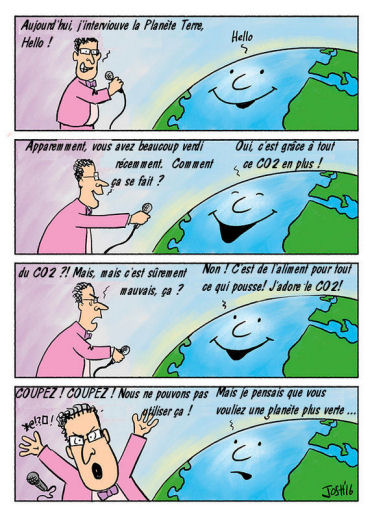 Aujourd'hui, j'interviouve la Planète Terre,
Hello !
Hello
Apparemment, vous avez beaucoup verdi
récemment. Comment
ça se fait ?
Oui, c'est grâce à tout
ce CO2 en plus !
du CO2 ?! Mais, mais c'est sûrement
mauvais, ça ?
Non ! C'est de l'aliment pour tout
ce qui pousse! J'adore le CO2!
COUPEZ ! COUPEZ ! Nous ne pouvons pas
utiliser ça !
Mais je pensais que vous
vouliez une planète plus verte ...
JOSH'16